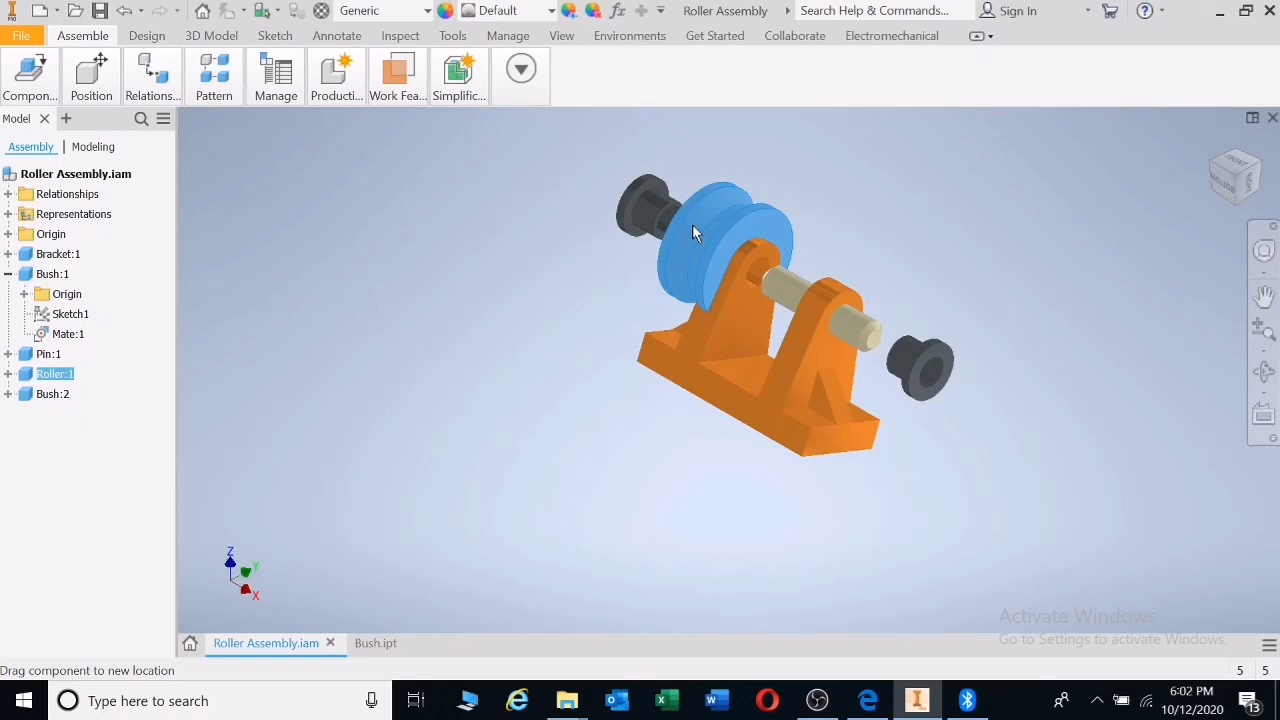 Generic
Default
Roller Assembly
Search Help & Commands...
Sign In
File
Assemble
Design
3D Model
Sketch
Annotate
Inspect
Tools
Manage
View
Environments
Get Started
Collaborate
Electromechanical
Compon...
Position
Relations...
Pattern
Manage
Producti...
Work Fea...
Simplific...
Model
Assembly
Modeling
Roller Assembly.iam
Relationships
Representations
Origin
Bracket:1
Bush:1
Origin
Sketch1
Mate:1
Pin:1
Roller:1
Bush:2
FRONT
BOTTOM
Z
Y
X
Activate Windows
Go to Settings to activate Windows.
Roller Assembly.iam
Bush.ipt
Drag component to new location
5
5
Type here to search
6:02 PM
10/12/2020
13